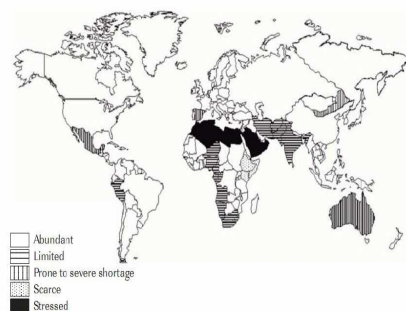 Abundant
Limited
Prone to severe shortage
Scarce
Stressed